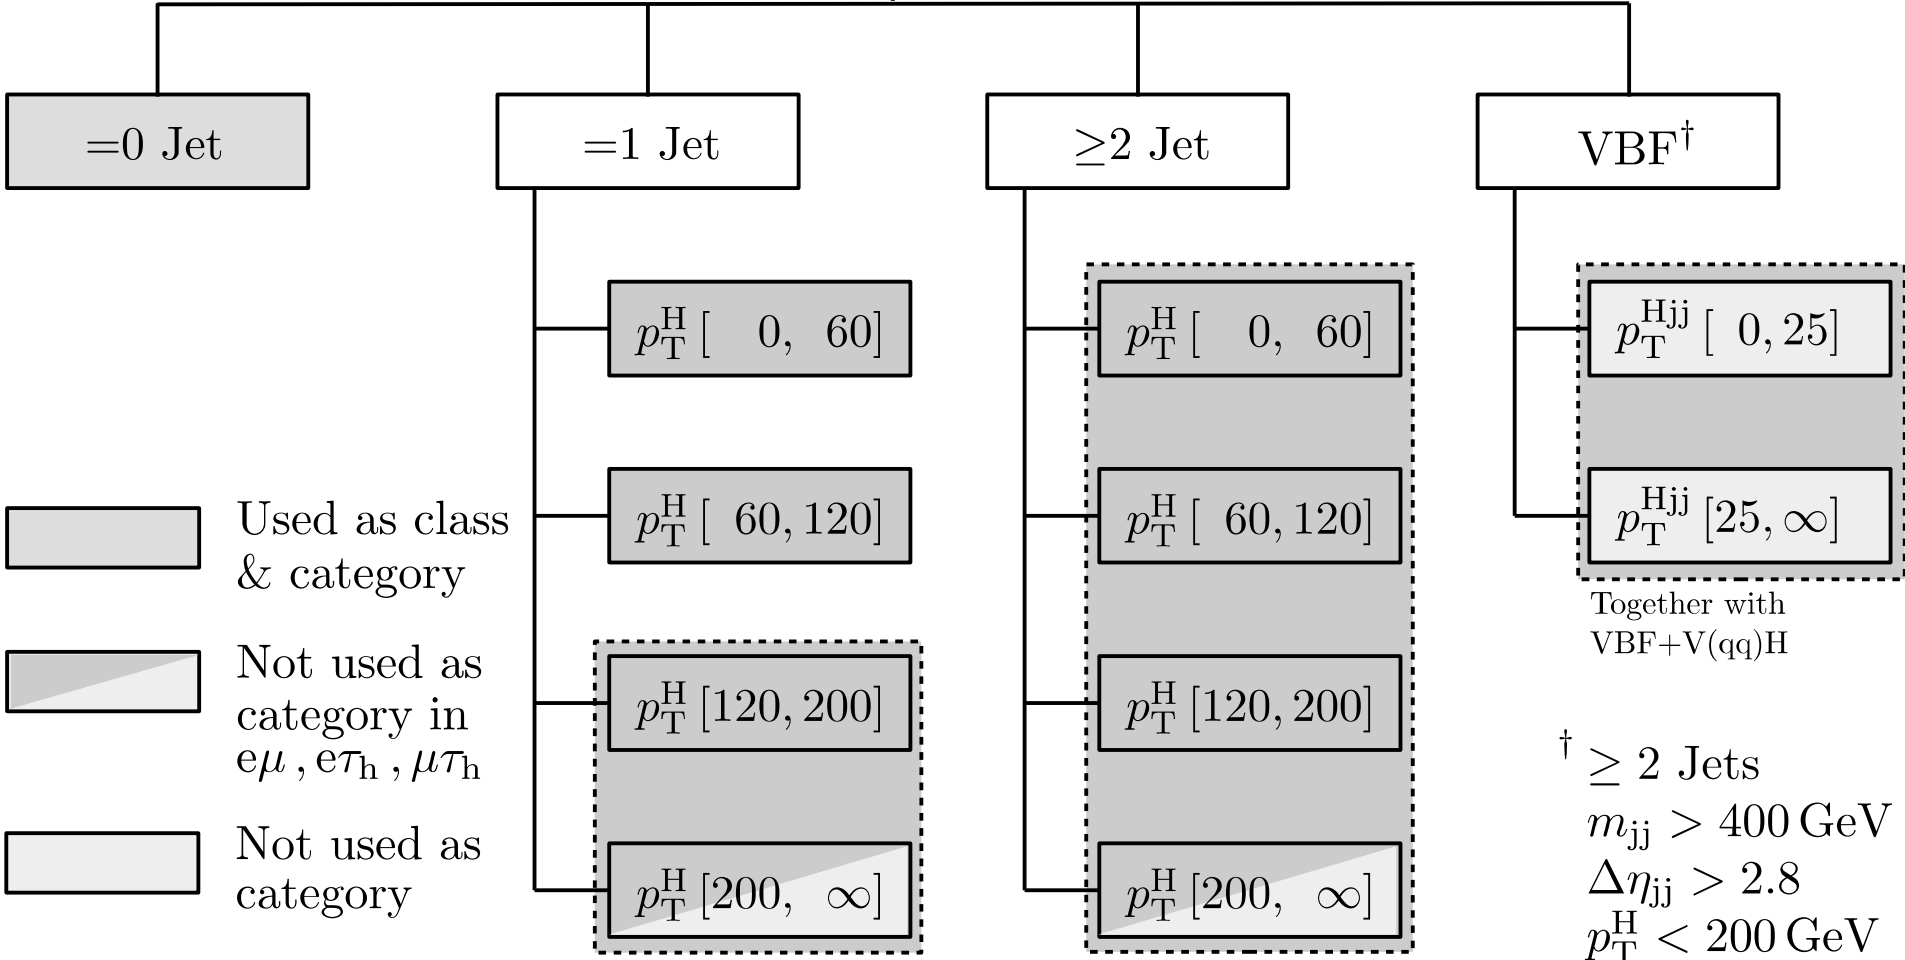 =0 Jet
=1 Jet
≥2 Jet
VBF†
p_T^H [ 0, 60]
p_T^H [ 60, 120]
p_T^H [120, 200]
p_T^H [200, ∞]
p_T^H [ 0, 60]
p_T^H [ 60, 120]
p_T^H [120, 200]
p_T^H [200, ∞]
p_T^Hjj [ 0, 25]
p_T^Hjj [25, ∞]
Together with
VBF+V(qq)H
Used as class
& category
Not used as
category in
eμ , eτ_h , μτ_h
Not used as
category
† ≥ 2 Jets
m_jj > 400 GeV
Δη_jj > 2.8
p_T^H < 200 GeV